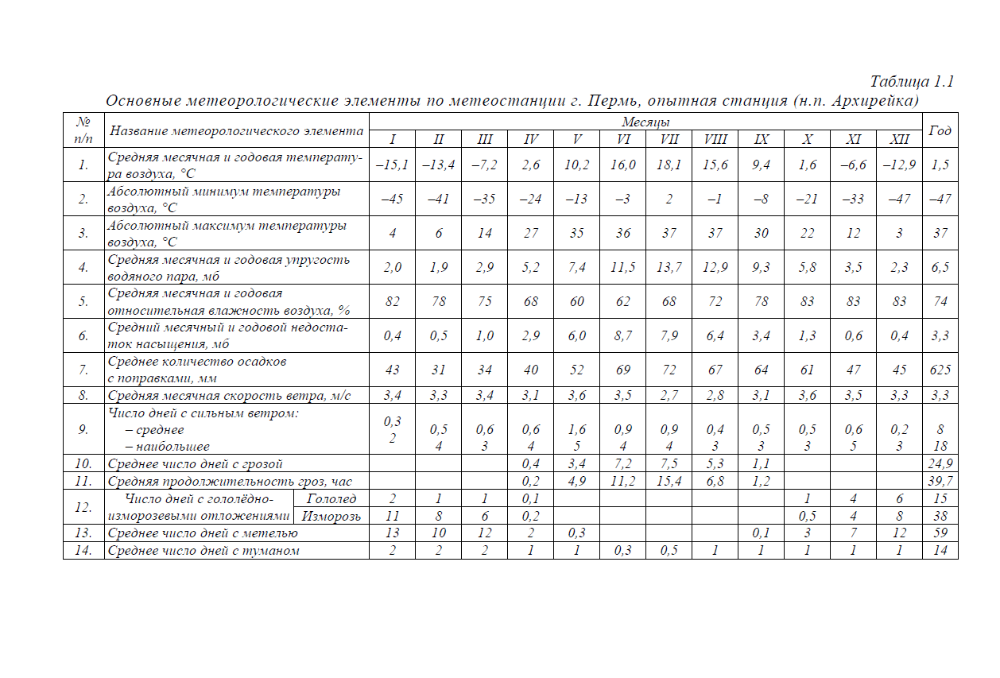 Таблица 1.1
Основные метеорологические элементы по метеостанции г. Пермь, опытная станция (н.п. Архирейка)
№ п/п Название метеорологического элемента Месяцы Год
I II III IV V VI VII VIII IX X XI XII
1. Средняя месячная и годовая температу-
ра воздуха, °С –15,1 –13,4 –7,2 2,6 10,2 16,0 18,1 15,6 9,4 1,6 –6,6 –12,9 1,5
2. Абсолютный минимум температуры
воздуха, °С –45 –41 –35 –24 –13 –3 2 –1 –8 –21 –33 –47 –47
3. Абсолютный максимум температуры
воздуха, °С 4 6 14 27 35 36 37 37 30 22 12 3 37
4. Средняя месячная и годовая упругость
водяного пара, мб 2,0 1,9 2,9 5,2 7,4 11,5 13,7 12,9 9,3 5,8 3,5 2,3 6,5
5. Средняя месячная и годовая
относительная влажность воздуха, % 82 78 75 68 60 62 68 72 78 83 83 83 74
6. Средний месячный и годовой недоста-
ток насыщения, мб 0,4 0,5 1,0 2,9 6,0 8,7 7,9 6,4 3,4 1,3 0,6 0,4 3,3
7. Среднее количество осадков
с поправками, мм 43 31 34 40 52 69 72 67 64 61 47 45 625
8. Средняя месячная скорость ветра, м/с 3,4 3,3 3,4 3,1 3,6 3,5 2,7 2,8 3,1 3,6 3,5 3,3 3,3
9. Число дней с сильным ветром:
– среднее 0,3 0,5 0,6 0,6 1,6 0,9 0,9 0,4 0,5 0,5 0,6 0,2 8
– наибольшее 2 4 3 4 5 4 4 3 3 3 5 3 18
10. Среднее число дней с грозой 0,4 3,4 7,2 7,5 5,3 1,1 24,9
11. Средняя продолжительность гроз, час 0,2 4,9 11,2 15,4 6,8 1,2 39,7
12. Число дней с гололёдно- Гололед 2 1 1 0,1 1 4 6 15
изморозевыми отложениями Изморозь 11 8 6 0,2 0,5 4 8 38
13. Среднее число дней с метелью 13 10 12 2 0,3 0,1 3 7 12 59
14. Среднее число дней с туманом 2 2 2 1 1 0,3 0,5 1 1 1 1 1 14